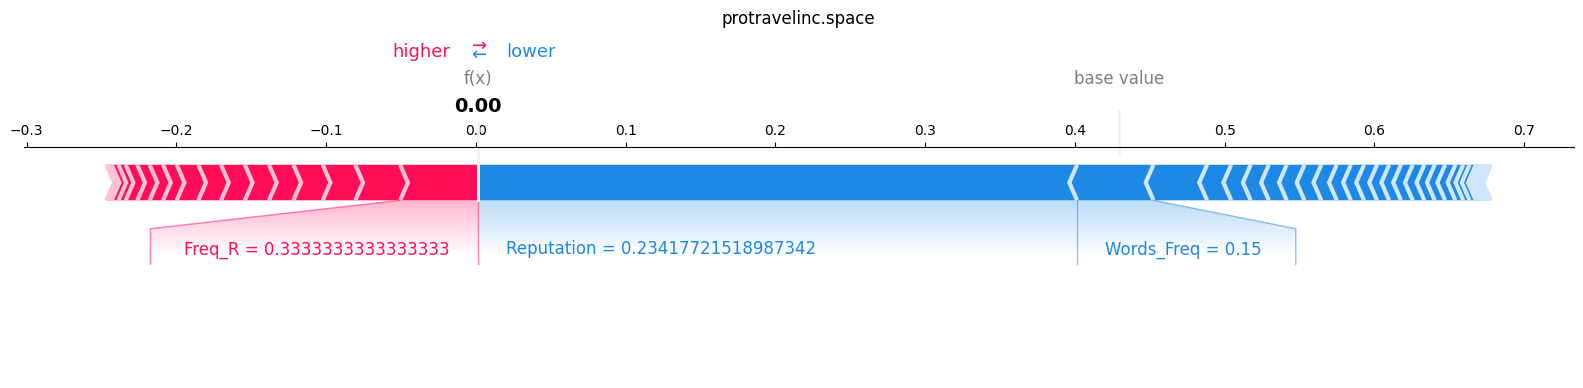 protravelinc.space
higher ⇄ lower
f(x)
base value
0.00
−0.3 −0.2 −0.1 0.0 0.1 0.2 0.3 0.4 0.5 0.6 0.7
Freq_R = 0.3333333333333333
Reputation = 0.23417721518987342
Words_Freq = 0.15